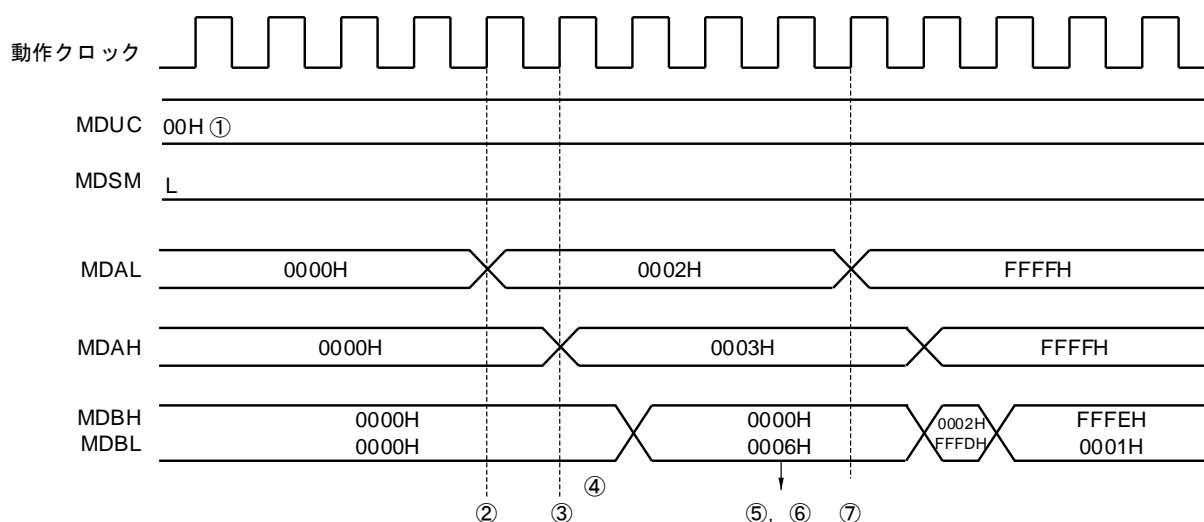 動作クロック
MDUC 00H ①
MDSM L
MDAL 0000H 0002H FFFFH
MDAH 0000H 0003H FFFFH
MDBH 0000H 0000H 0002H FFFEH
MDBL 0000H 0006H FFFDH 0001H
④
② ③ ⑤, ⑥ ⑦